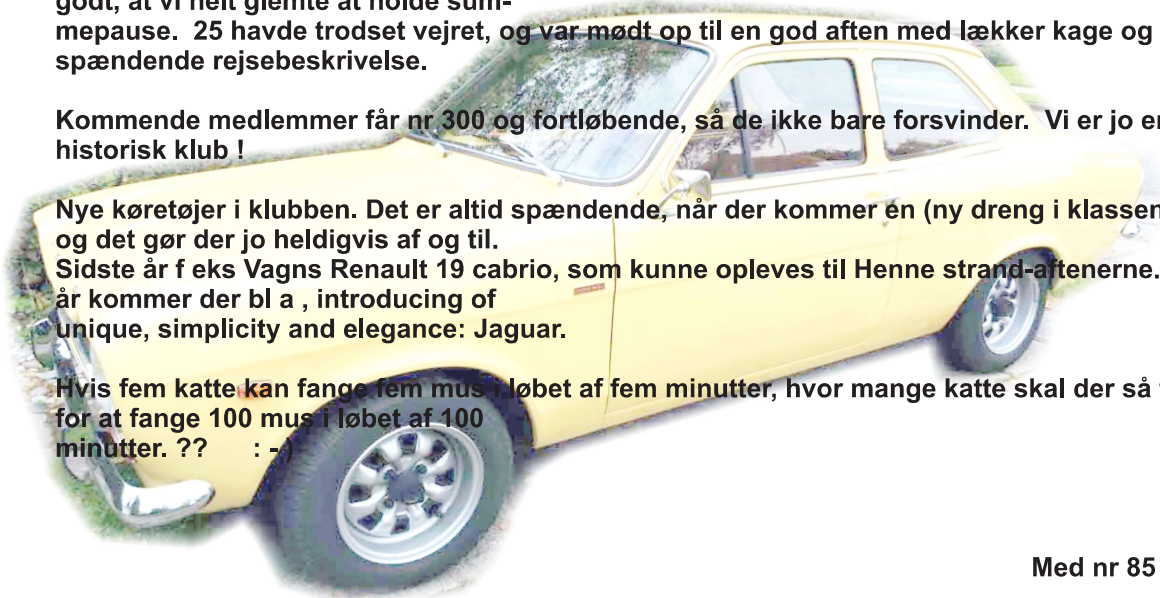 godt, at vi helt glemte at holde sum-
mepause.  25 havde trodset vejret, og var mødt op til en god aften med lækker kage og
spændende rejsebeskrivelse.
Kommende medlemmer får nr 300 og fortløbende, så de ikke bare forsvinder.  Vi er jo en
historisk klub !
Nye køretøjer i klubben. Det er altid spændende, når der kommer én (ny dreng i klassen
og det gør der jo heldigvis af og til.
Sidste år f eks Vagns Renault 19 cabrio, som kunne opleves til Henne strand-aftenerne.
år kommer der bl a , introducing of
unique, simplicity and elegance: Jaguar.
Hvis fem katte kan fange fem mus i løbet af fem minutter, hvor mange katte skal der så
for at fange 100 mus i løbet af 100
minutter. ??    : - )
Med nr 85